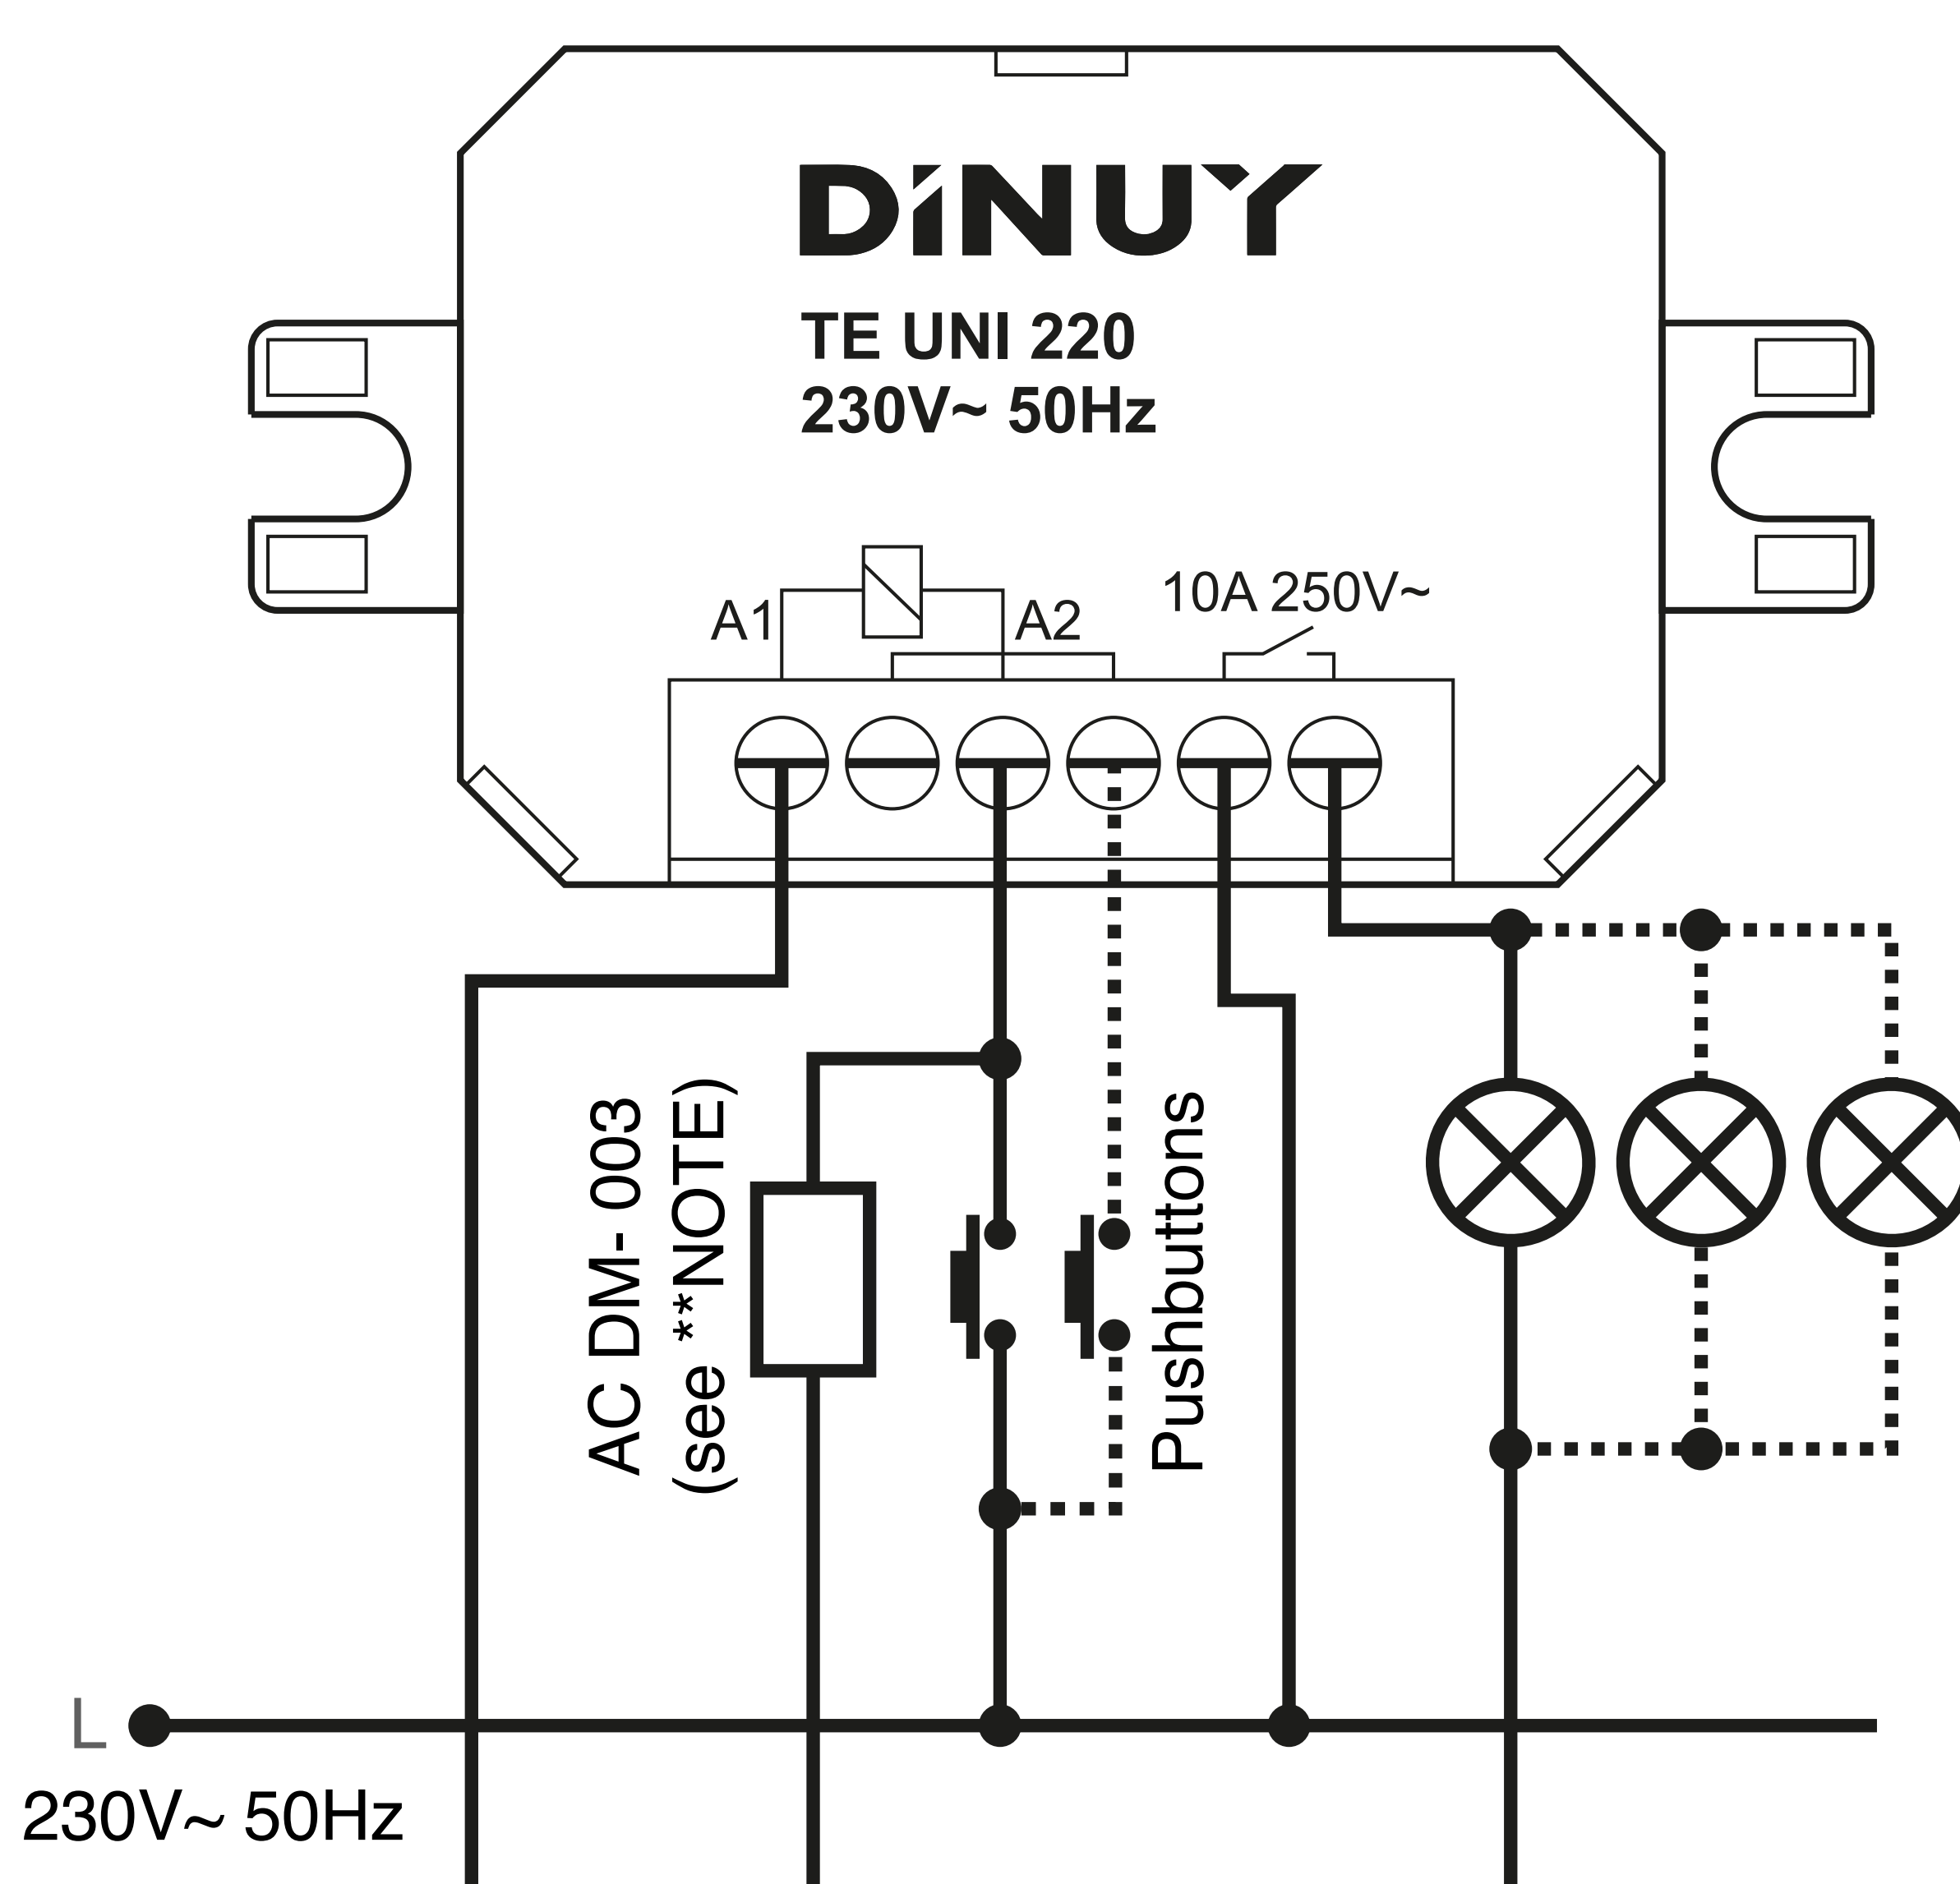 DiNUY
TE UNI 220
230V~ 50Hz
A1
A2
10A 250V~
AC DM- 003
(see **NOTE)
Pushbuttons
L
230V~ 50Hz